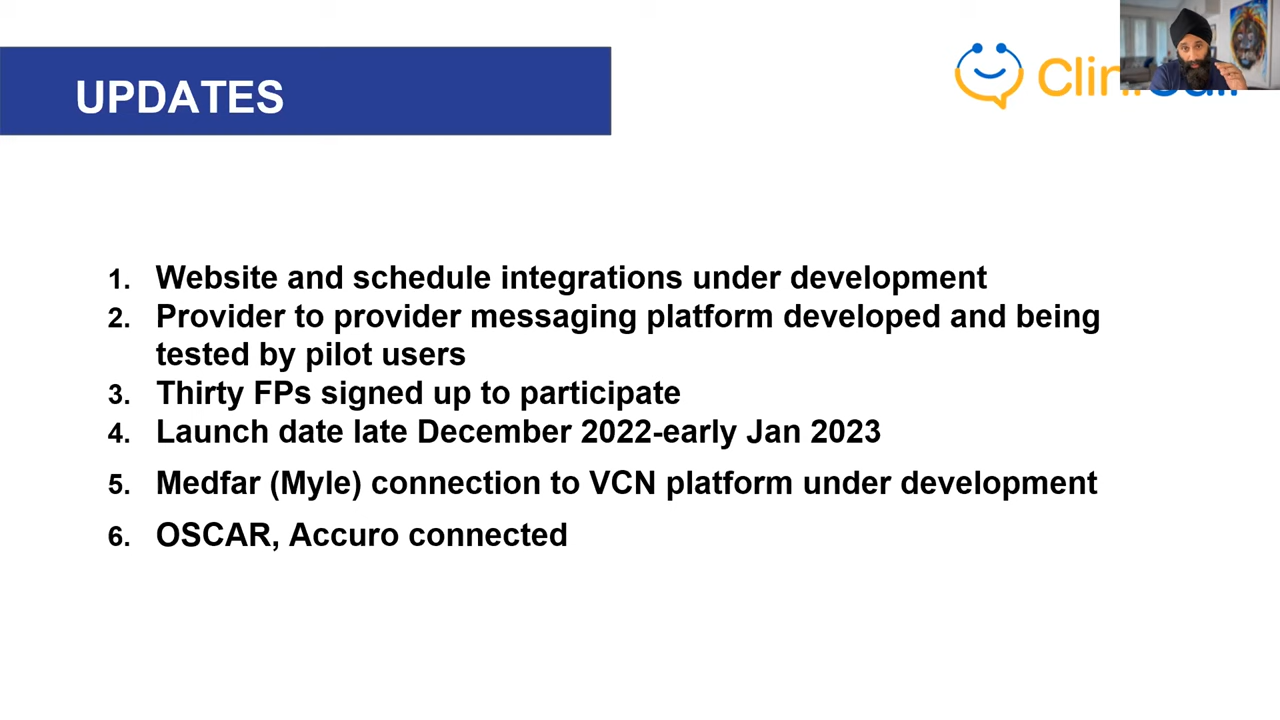 UPDATES
1. Website and schedule integrations under development
2. Provider to provider messaging platform developed and being
tested by pilot users
3. Thirty FPs signed up to participate
4. Launch date late December 2022-early Jan 2023
5. Medfar (Myle) connection to VCN platform under development
6. OSCAR, Accuro connected